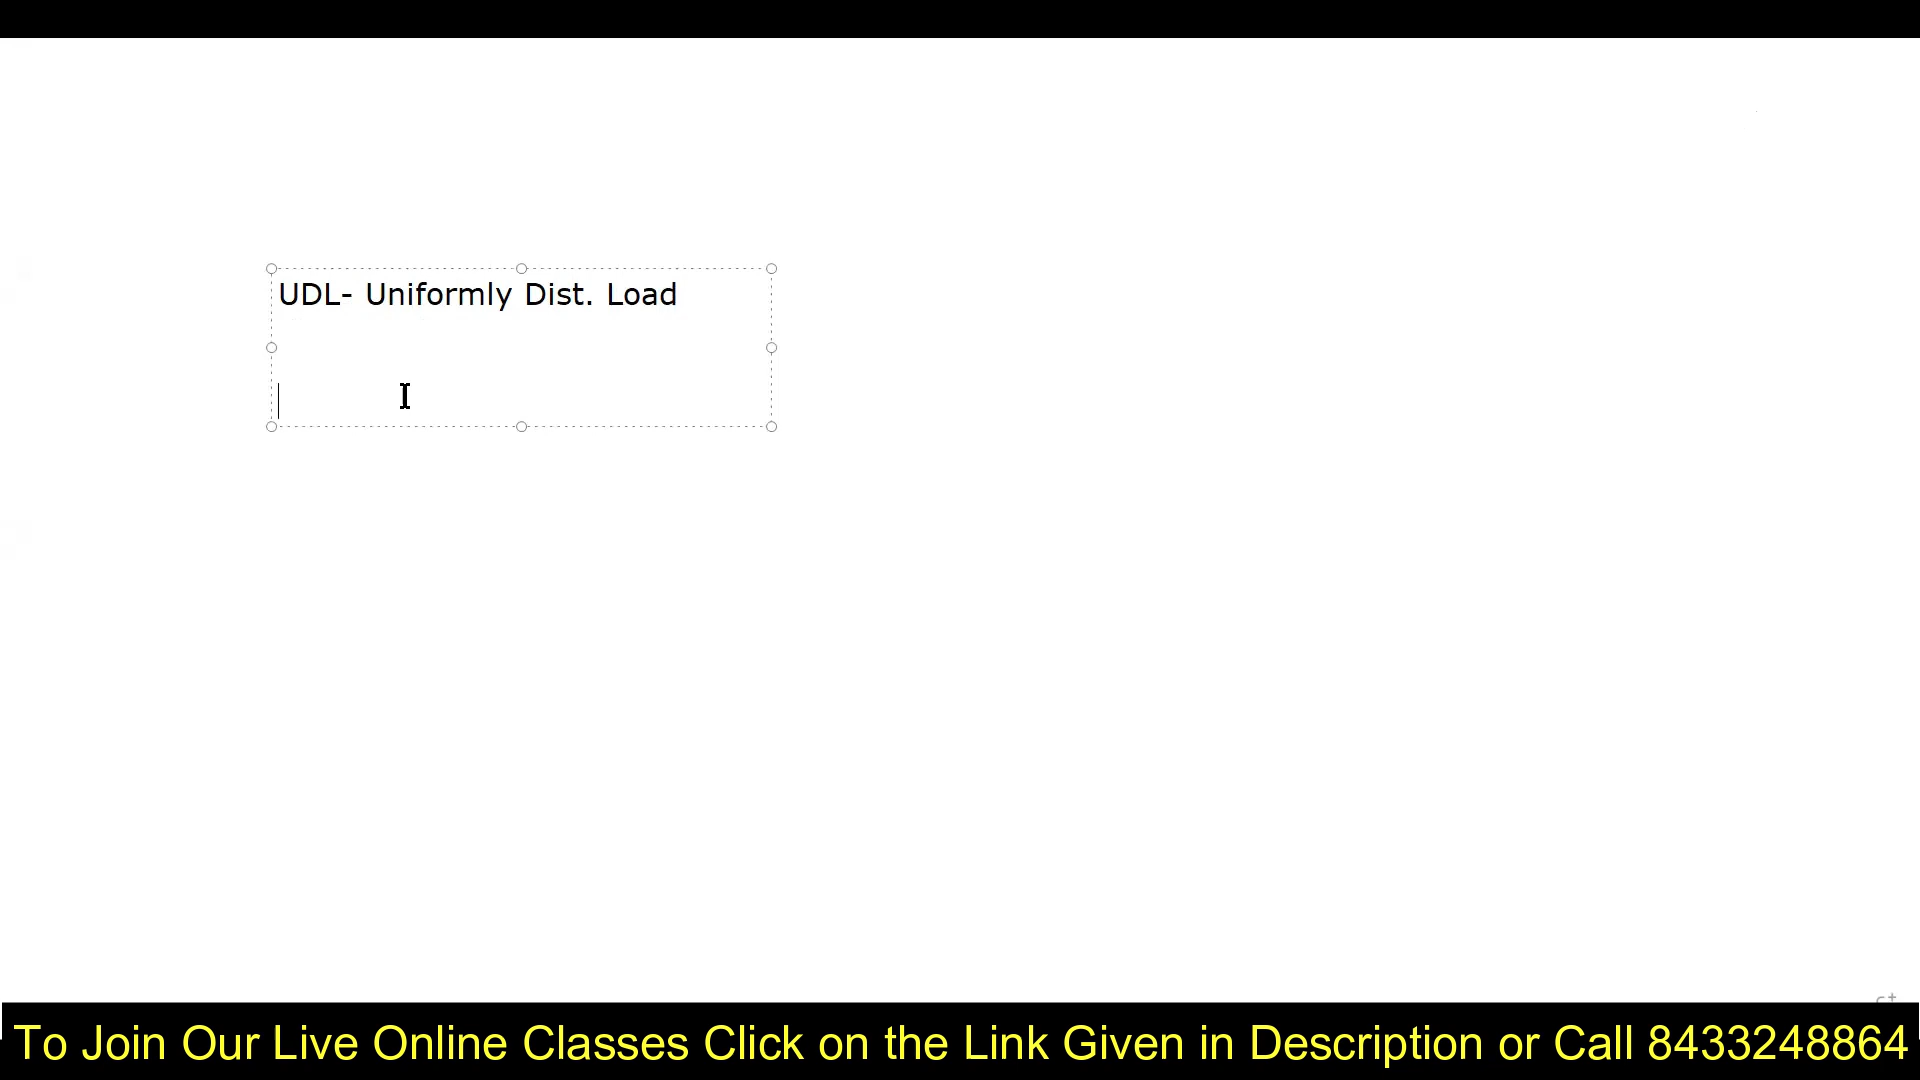 UDL- Uniformly Dist. Load
To Join Our Live Online Classes Click on the Link Given in Description or Call 8433248864